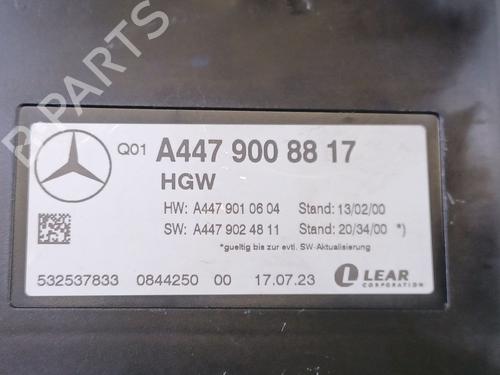 B-PARTS
Q01 A447 900 88 17
HGW
HW: A447 901 06 04 Stand: 13/02/00
SW: A447 902 48 11 Stand: 20/34/00 *)
*gueltig bis zur evtl. SW-Aktualisierung
532537833 0844250 00 17.07.23 LEAR
CORPORATION